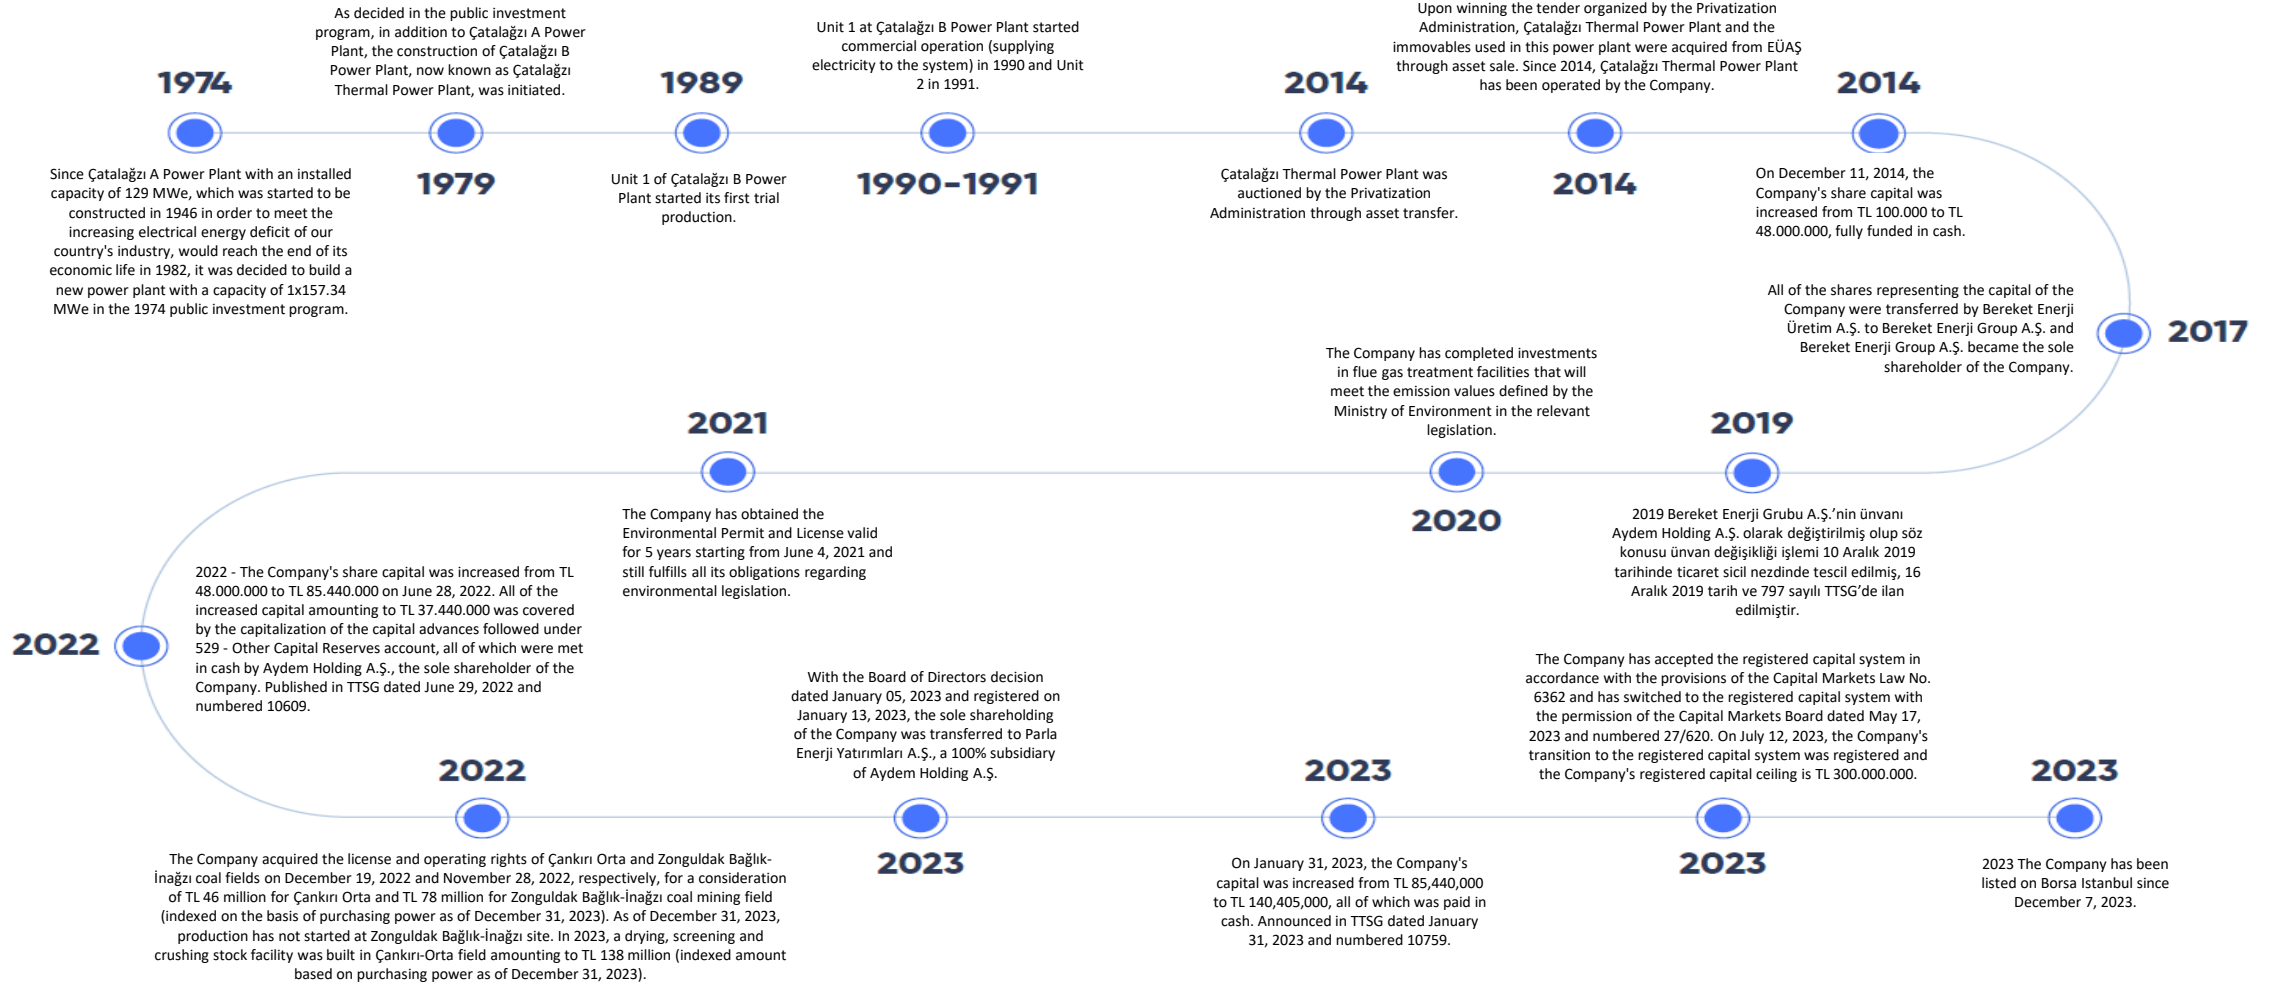 1974
Since Çatalağzı A Power Plant with an installed
capacity of 129 MWe, which was started to be
constructed in 1946 in order to meet the
increasing electrical energy deficit of our
country's industry, would reach the end of its
economic life in 1982, it was decided to build a
new power plant with a capacity of 1x157.34
MWe in the 1974 public investment program.
As decided in the public investment
program, in addition to Çatalağzı A Power
Plant, the construction of Çatalağzı B
Power Plant, now known as Çatalağzı
Thermal Power Plant, was initiated.
1979
1989
Unit 1 of Çatalağzı B Power
Plant started its first trial
production.
Unit 1 at Çatalağzı B Power Plant started
commercial operation (supplying
electricity to the system) in 1990 and Unit
2 in 1991.
1990-1991
2014
Çatalağzı Thermal Power Plant was
auctioned by the Privatization
Administration through asset transfer.
Upon winning the tender organized by the Privatization
Administration, Çatalağzı Thermal Power Plant and the
immovables used in this power plant were acquired from EÜAŞ
through asset sale. Since 2014, Çatalağzı Thermal Power Plant
has been operated by the Company.
2014
2014
On December 11, 2014, the
Company's share capital was
increased from TL 100.000 to TL
48.000.000, fully funded in cash.
All of the shares representing the capital of the
Company were transferred by Bereket Enerji
Üretim A.Ş. to Bereket Enerji Group A.Ş. and
Bereket Enerji Group A.Ş. became the sole
shareholder of the Company.
2017
2019
2019 Bereket Enerji Grubu A.Ş.’nin ünvanı
Aydem Holding A.Ş. olarak değiştirilmiş olup söz
konusu ünvan değişikliği işlemi 10 Aralık 2019
tarihinde ticaret sicil nezdinde tescil edilmiş, 16
Aralık 2019 tarih ve 797 sayılı TTSG’de ilan
edilmiştir.
The Company has completed investments
in flue gas treatment facilities that will
meet the emission values defined by the
Ministry of Environment in the relevant
legislation.
2020
2021
The Company has obtained the
Environmental Permit and License valid
for 5 years starting from June 4, 2021 and
still fulfills all its obligations regarding
environmental legislation.
2022
2022 - The Company's share capital was increased from TL
48.000.000 to TL 85.440.000 on June 28, 2022. All of the
increased capital amounting to TL 37.440.000 was covered
by the capitalization of the capital advances followed under
529 - Other Capital Reserves account, all of which were met
in cash by Aydem Holding A.Ş., the sole shareholder of the
Company. Published in TTSG dated June 29, 2022 and
numbered 10609.
2022
The Company acquired the license and operating rights of Çankırı Orta and Zonguldak Bağlık-
İnağzı coal fields on December 19, 2022 and November 28, 2022, respectively, for a consideration
of TL 46 million for Çankırı Orta and TL 78 million for Zonguldak Bağlık-İnağzı coal mining field
(indexed on the basis of purchasing power as of December 31, 2023). As of December 31, 2023,
production has not started at Zonguldak Bağlık-İnağzı site. In 2023, a drying, screening and
crushing stock facility was built in Çankırı-Orta field amounting to TL 138 million (indexed amount
based on purchasing power as of December 31, 2023).
With the Board of Directors decision
dated January 05, 2023 and registered on
January 13, 2023, the sole shareholding
of the Company was transferred to Parla
Enerji Yatırımları A.Ş., a 100% subsidiary
of Aydem Holding A.Ş.
2023
2023
On January 31, 2023, the Company's
capital was increased from TL 85,440,000
to TL 140,405,000, all of which was paid in
cash. Announced in TTSG dated January
31, 2023 and numbered 10759.
The Company has accepted the registered capital system in
accordance with the provisions of the Capital Markets Law No.
6362 and has switched to the registered capital system with
the permission of the Capital Markets Board dated May 17,
2023 and numbered 27/620. On July 12, 2023, the Company's
transition to the registered capital system was registered and
the Company's registered capital ceiling is TL 300.000.000.
2023
2023
2023 The Company has been
listed on Borsa Istanbul since
December 7, 2023.